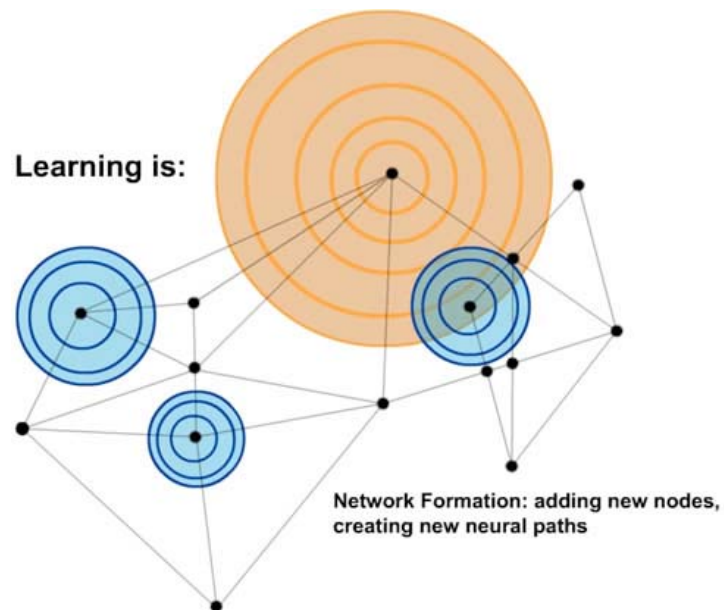 Learning is:
Network Formation: adding new nodes,
creating new neural paths